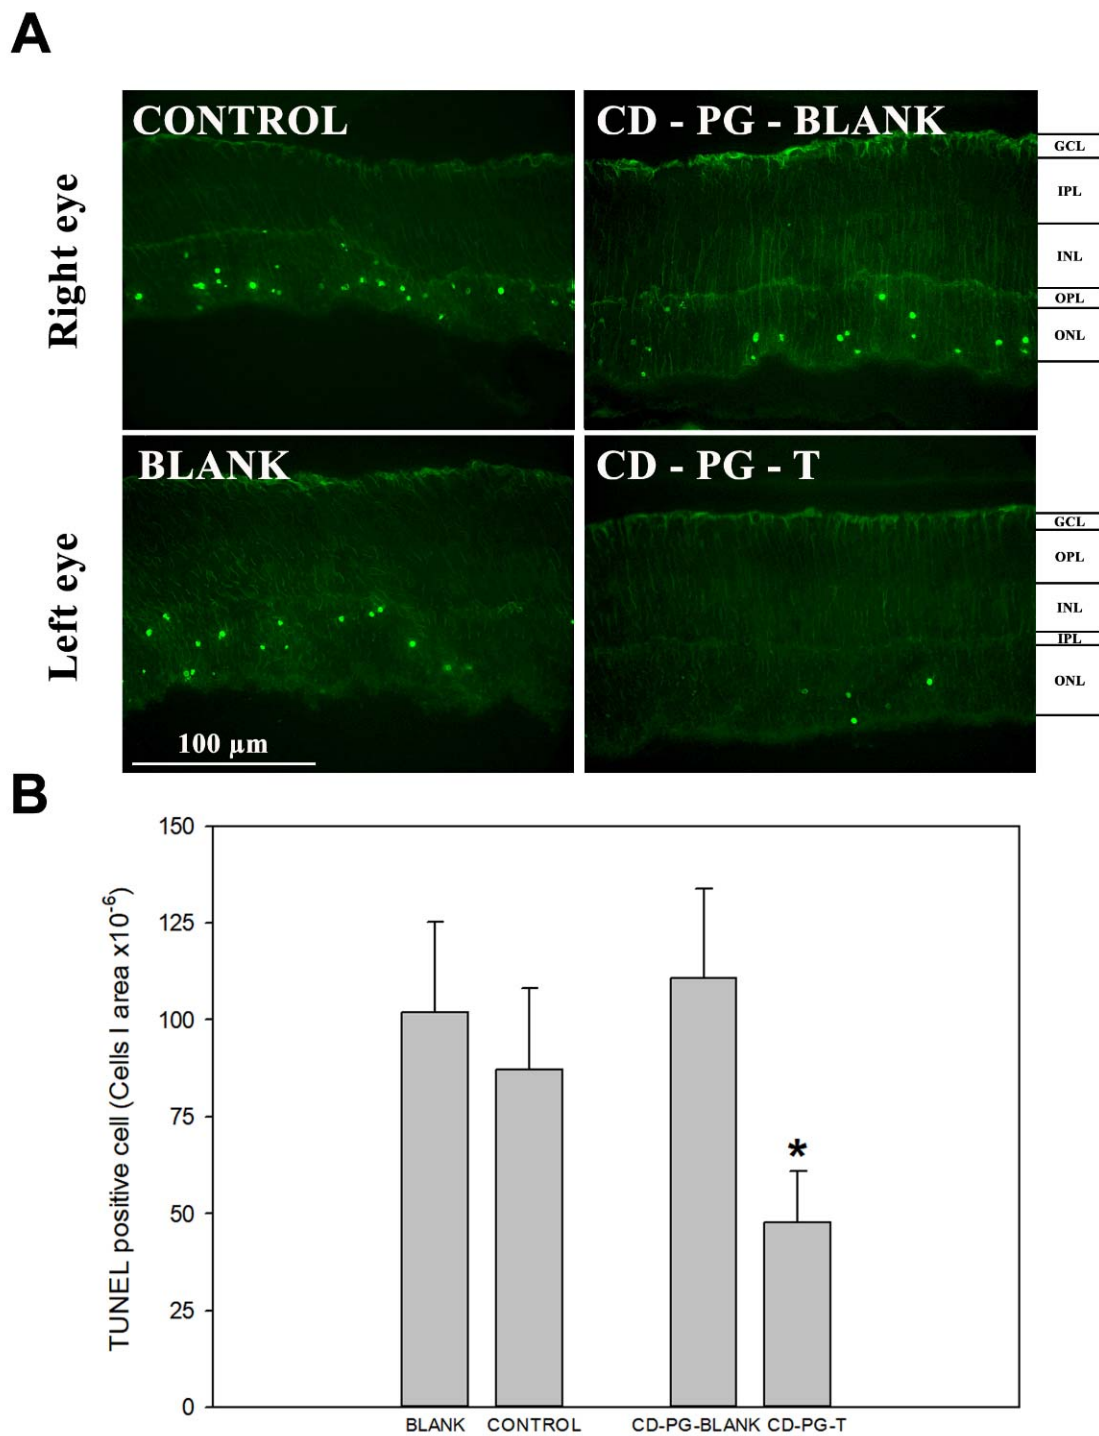 A
CONTROL
CD - PG - BLANK
Right eye
GCL
IPL
INL
OPL
ONL
BLANK
CD - PG - T
Left eye
GCL
OPL
INL
IPL
ONL
100 µm
B
TUNEL positive cell (Cells I area x10⁻⁶)
150
125
100
75
50
25
0
*
BLANK CONTROL CD-PG-BLANK CD-PG-T